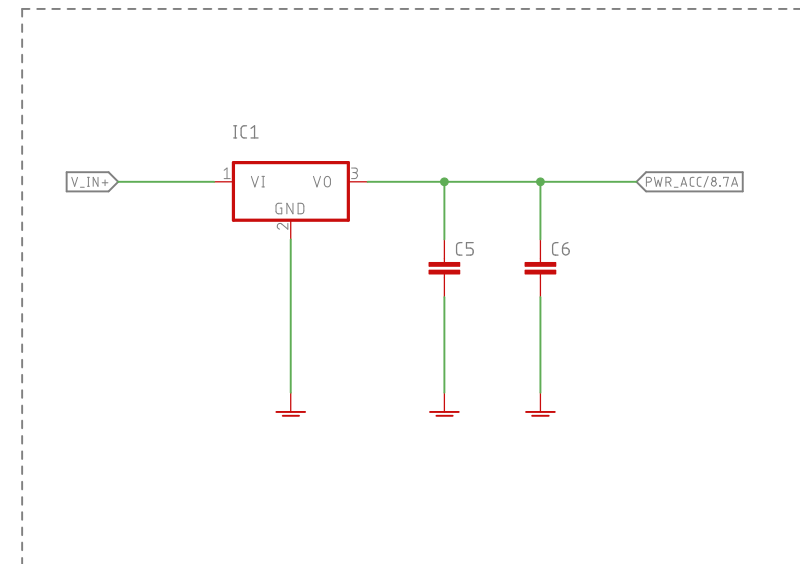 IC1
V_IN+
1
VI
VO
3
PWR_ACC/8.7A
GND
2
C5
C6